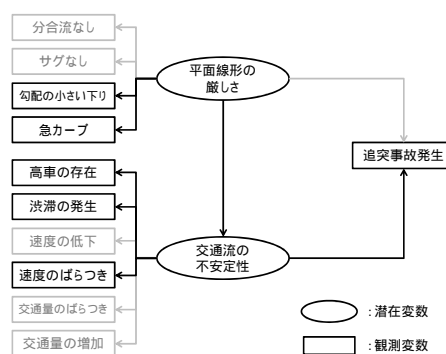 分合流なし
サグなし
勾配の小さい下り
急カーブ
高車の存在
渋滞の発生
速度の低下
速度のばらつき
交通量のばらつき
交通量の増加
平面線形の
厳しさ
交通流の
不安定性
追突事故発生
:潜在変数
:観測変数